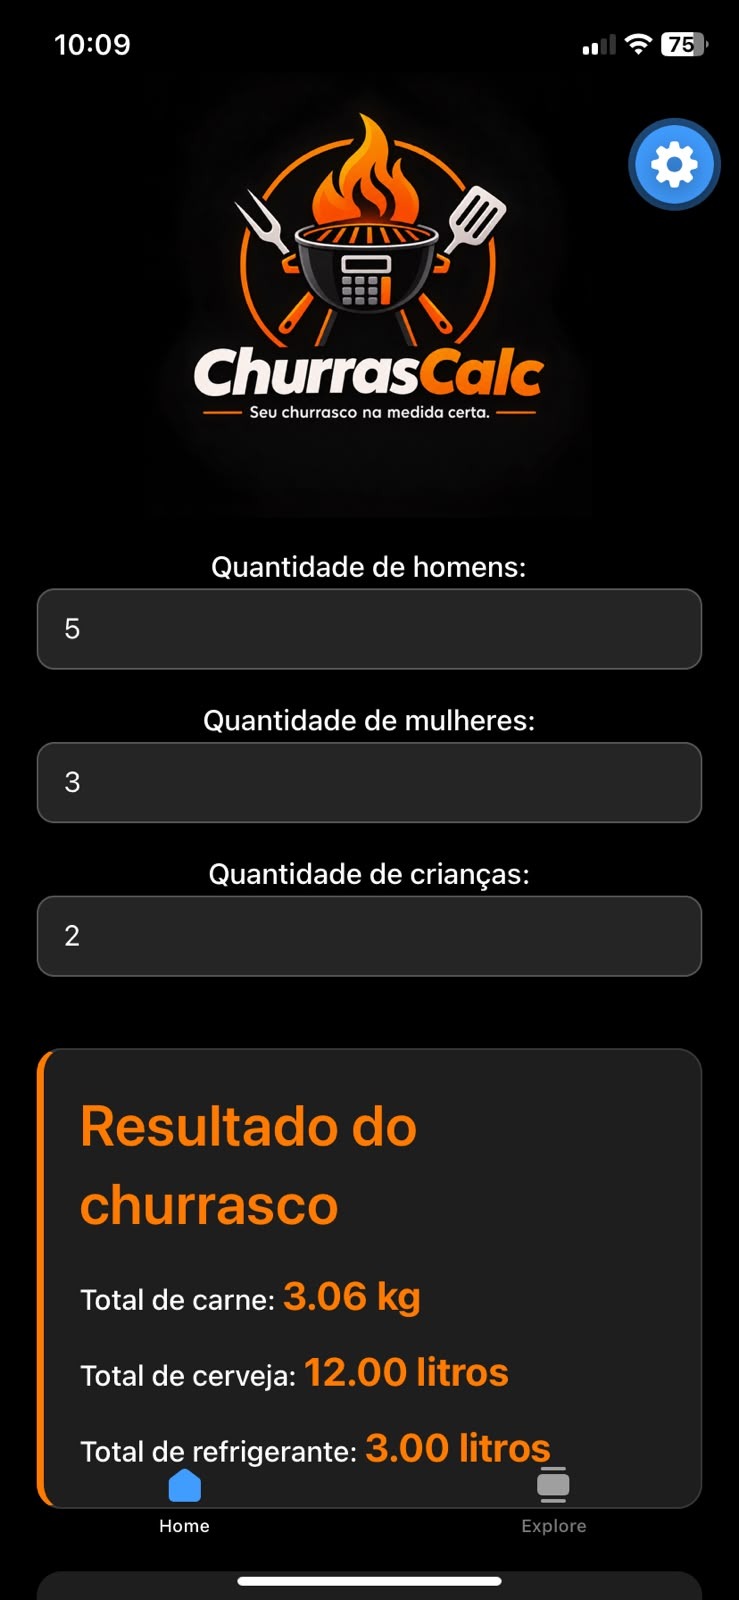 10:09
75
ChurrasCalc
Seu churrasco na medida certa.
Quantidade de homens:
5
Quantidade de mulheres:
3
Quantidade de crianças:
2
Resultado do
churrasco
Total de carne: 3.06 kg
Total de cerveja: 12.00 litros
Total de refrigerante: 3.00 litros
Home
Explore